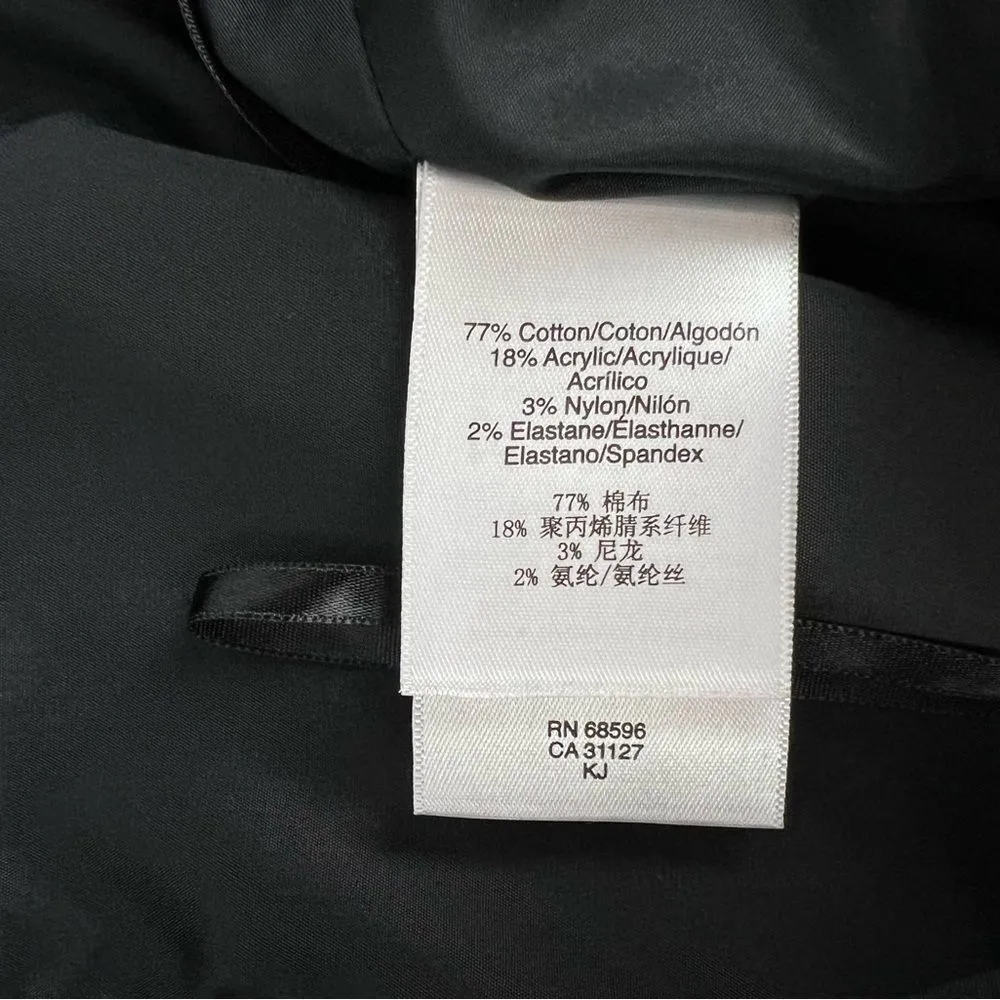 77% Cotton/Coton/Algodón
18% Acrylic/Acrylique/
Acrílico
3% Nylon/Nilón
2% Elastane/Élasthanne/
Elastano/Spandex
77% 棉布
18% 聚丙烯腈系纤维
3% 尼龙
2% 氨纶/氨纶丝
RN 68596
CA 31127
KJ